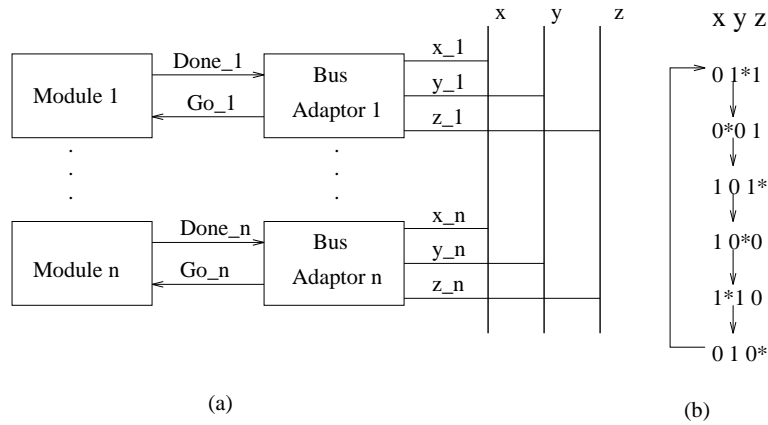 x y z
x y z
Done_1
x_1
Bus
Module 1
Go_1
Adaptor 1
y_1
z_1
0 1*1
0*0 1
1 0 1*
Done_n
x_n
Bus
Module n
Go_n
Adaptor n
y_n
z_n
1 0*0
1*1 0
0 1 0*
(a)
(b)